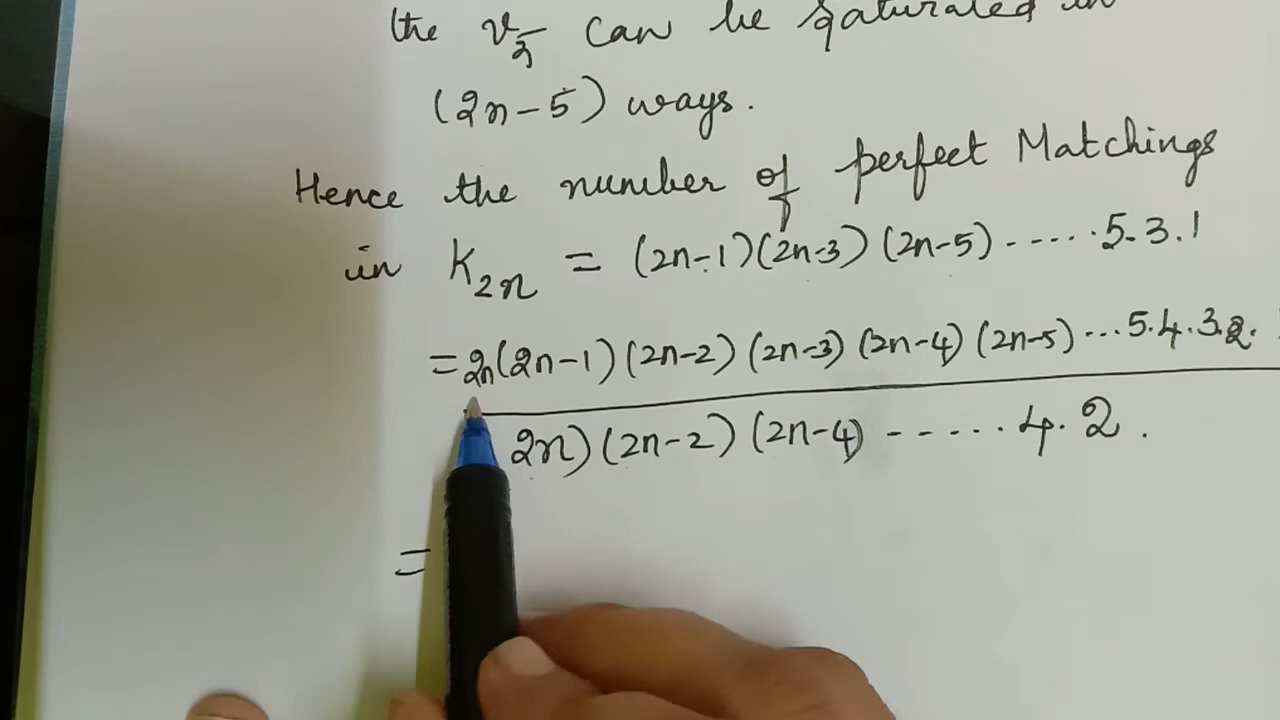 the v_3 can be saturated in
(2n-5) ways.
Hence the number of perfect Matchings
in K_2n = (2n-1)(2n-3)(2n-5)-----.5.3.1
=2n(2n-1)(2n-2)(2n-3)(2n-4)(2n-5)...5.4.3.2.
2n)(2n-2)(2n-4)-----.4.2.
=